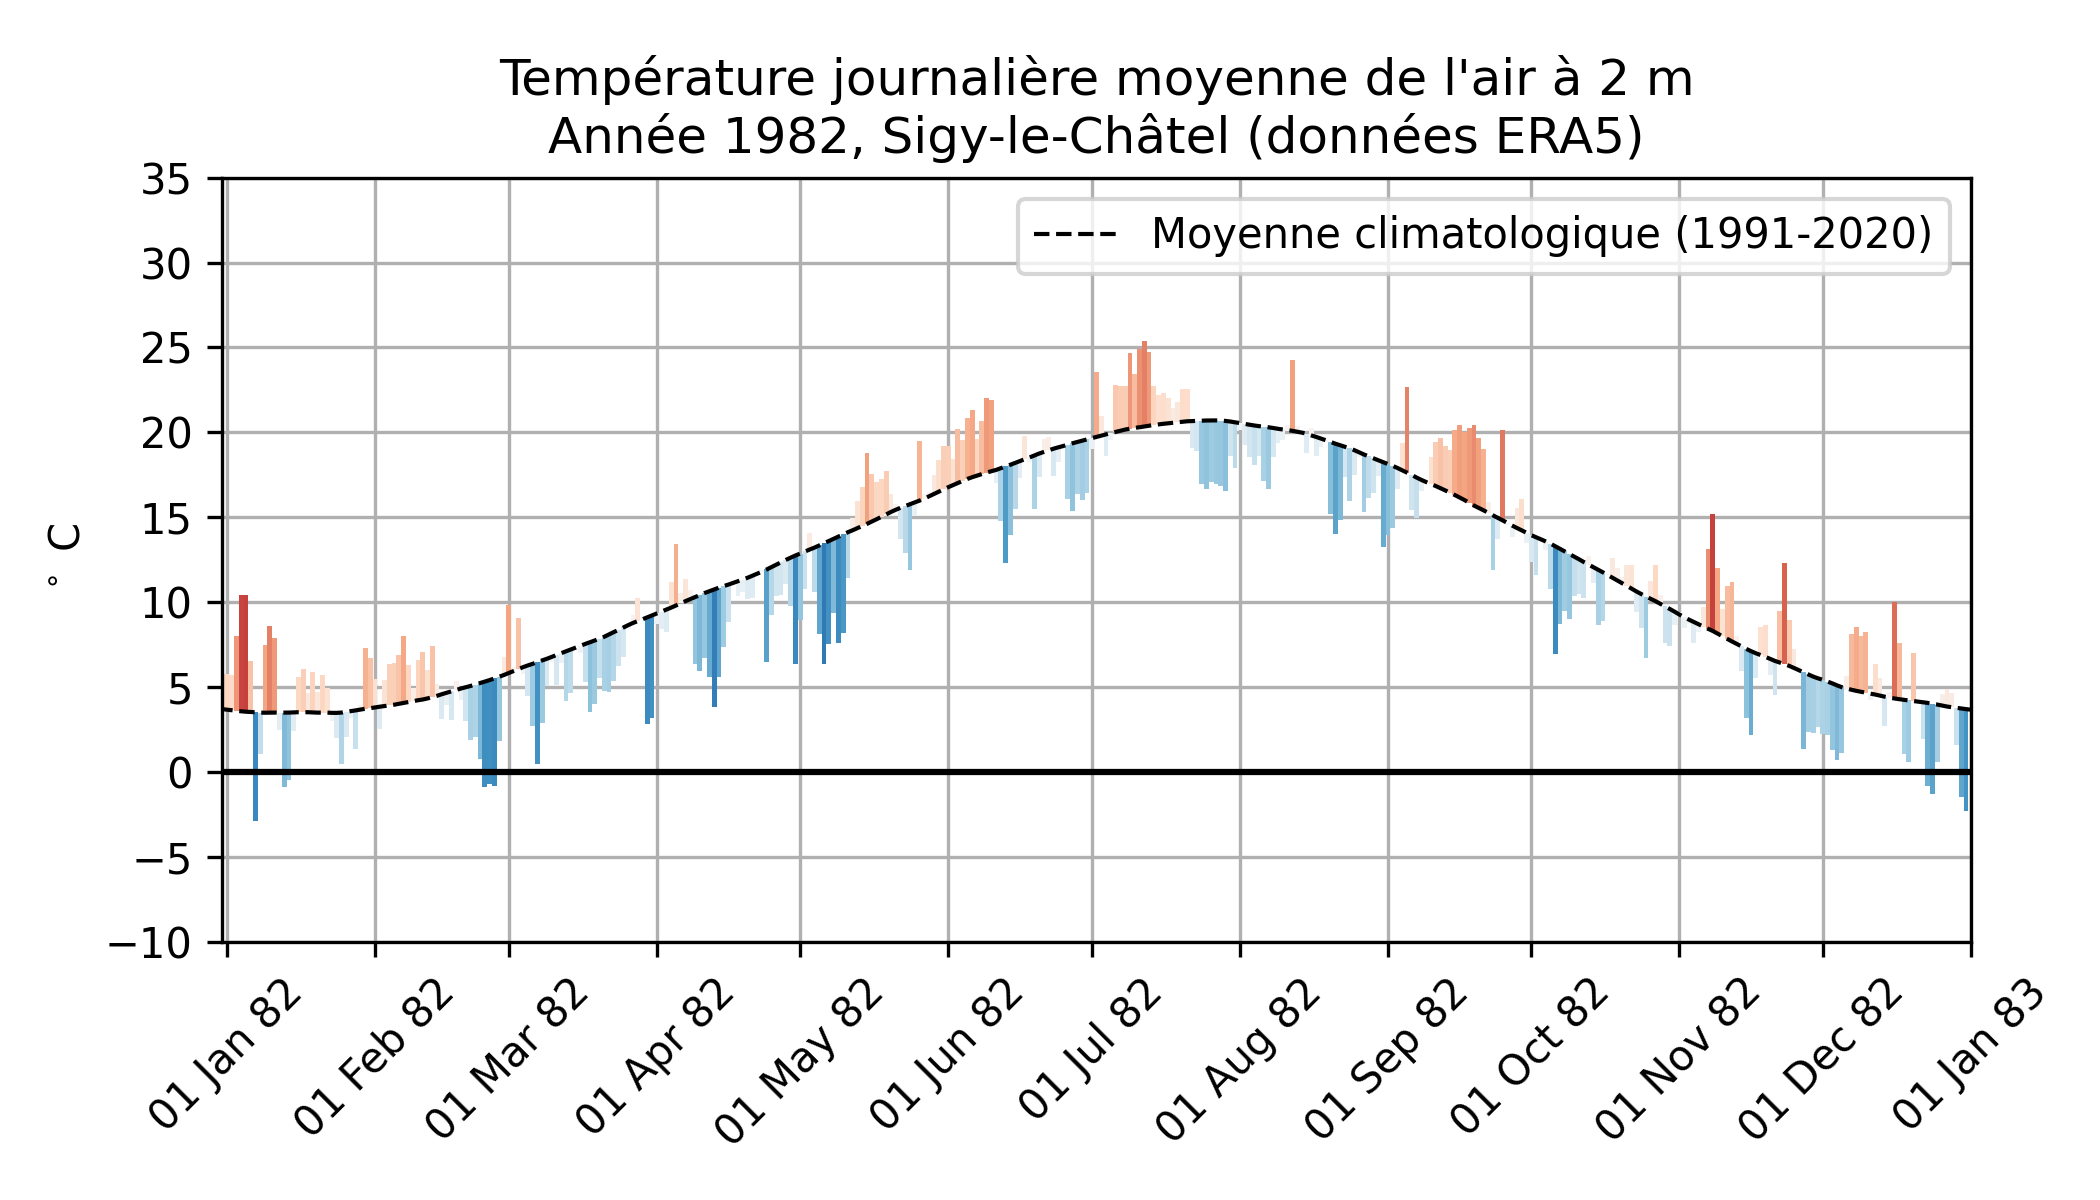 Température journalière moyenne de l'air à 2 m
Année 1982, Sigy-le-Châtel (données ERA5)
Moyenne climatologique (1991-2020)
° C
35
30
25
20
15
10
5
0
−5
−10
01 Jan 82
01 Feb 82
01 Mar 82
01 Apr 82
01 May 82
01 Jun 82
01 Jul 82
01 Aug 82
01 Sep 82
01 Oct 82
01 Nov 82
01 Dec 82
01 Jan 83